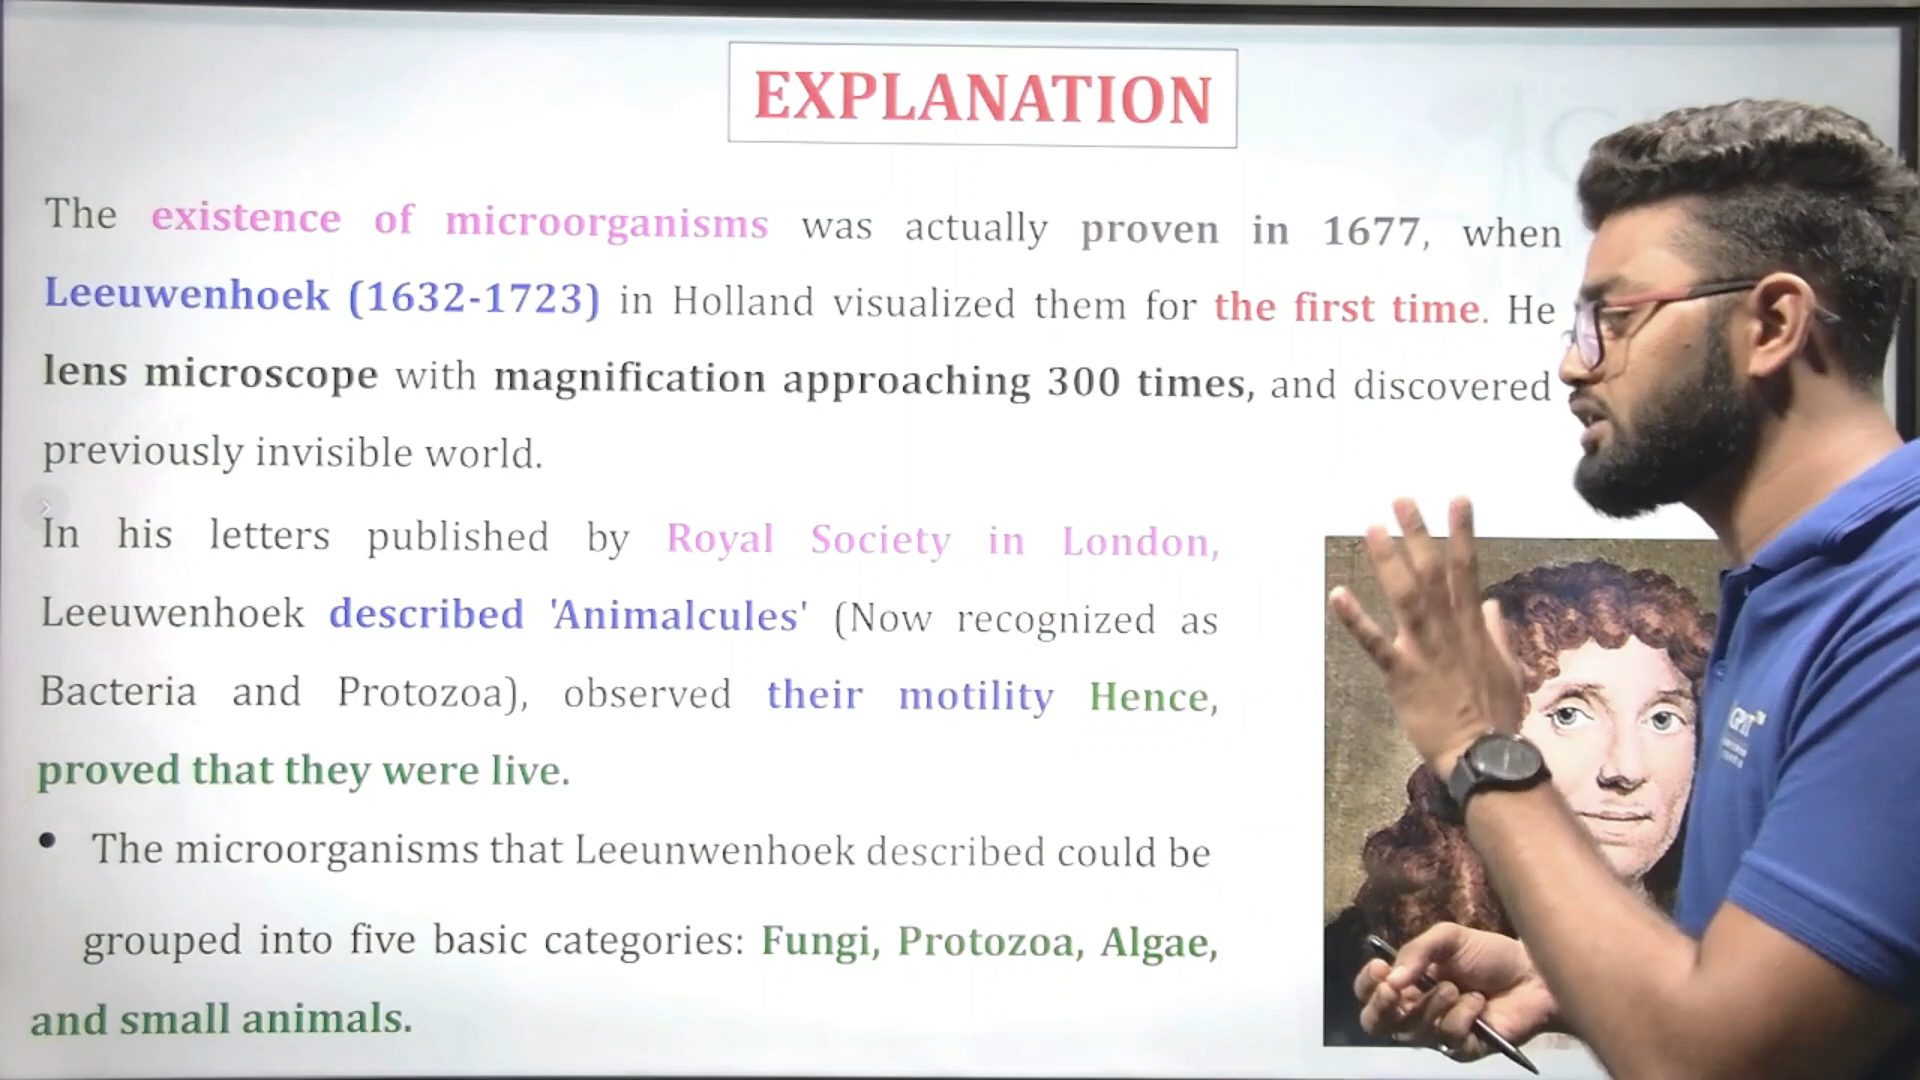 EXPLANATION
The existence of microorganisms was actually proven in 1677, when
Leeuwenhoek (1632-1723) in Holland visualized them for the first time. He
lens microscope with magnification approaching 300 times, and discovered
previously invisible world.
In his letters published by Royal Society in London,
Leeuwenhoek described 'Animalcules' (Now recognized as
Bacteria and Protozoa), observed their motility Hence,
proved that they were live.
• The microorganisms that Leeunwenhoek described could be
grouped into five basic categories: Fungi, Protozoa, Algae,
and small animals.